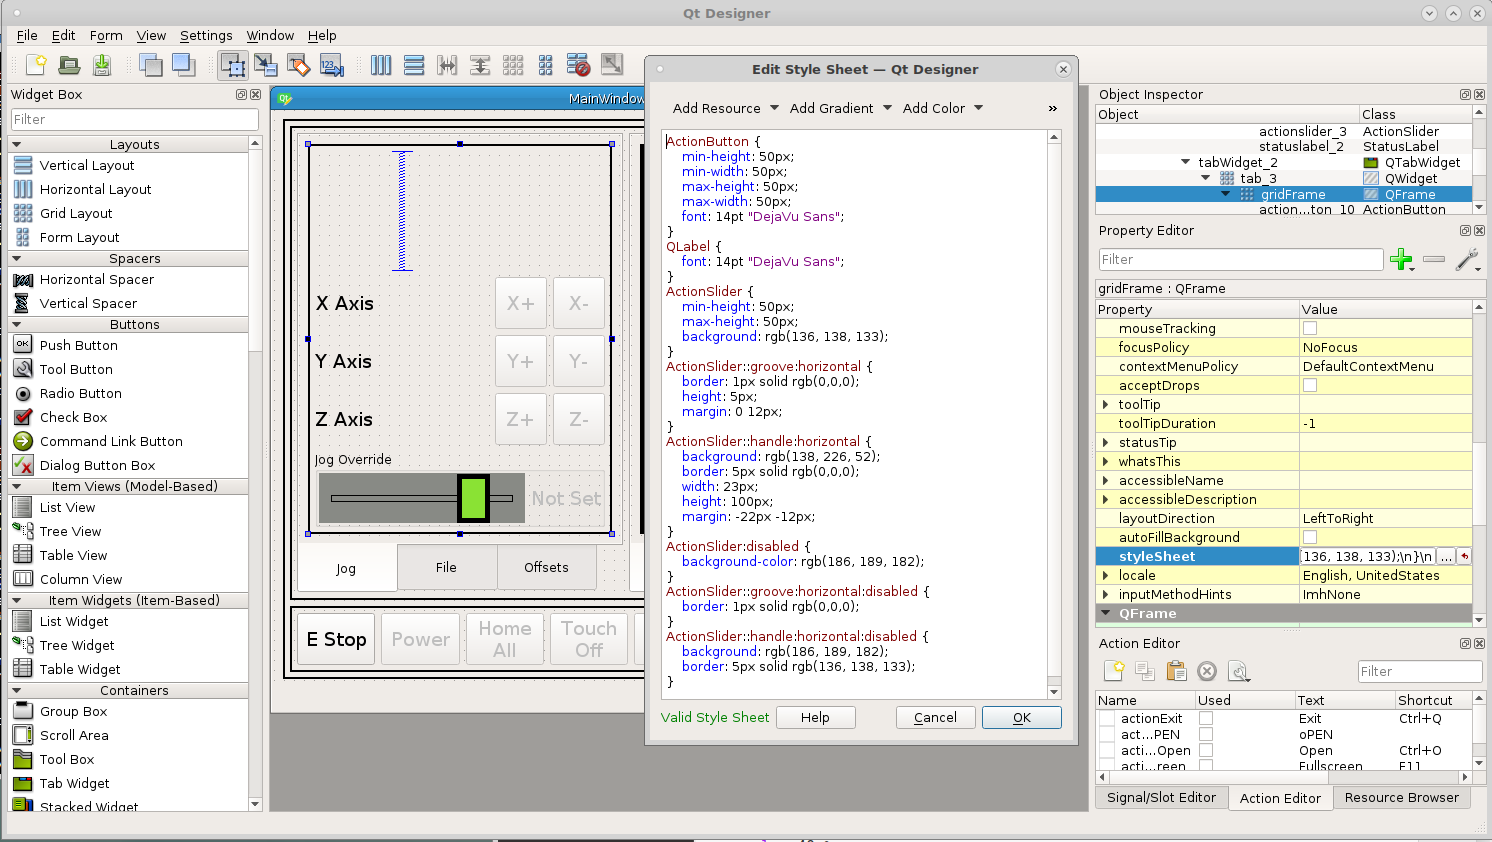 Qt Designer
File Edit Form View Settings Window Help
Widget Box
Filter
Layouts
Vertical Layout
Horizontal Layout
Grid Layout
Form Layout
Spacers
Horizontal Spacer
Vertical Spacer
Buttons
OK
Push Button
Tool Button
Radio Button
Check Box
Command Link Button
Dialog Button Box
Item Views (Model-Based)
List View
Tree View
Table View
Column View
Item Widgets (Item-Based)
List Widget
Tree Widget
Table Widget
Containers
Group Box
Scroll Area
Tool Box
Tab Widget
Stacked Widget
123
Qt
MainWindow
X Axis X+ X-
Y Axis Y+ Y-
Z Axis Z+ Z-
Jog Override
Not Set
Jog File Offsets
E Stop Power Home All Touch Off
Edit Style Sheet — Qt Designer
Add Resource Add Gradient Add Color »
ActionButton {
min-height: 50px;
min-width: 50px;
max-height: 50px;
max-width: 50px;
font: 14pt "DejaVu Sans";
}
QLabel {
font: 14pt "DejaVu Sans";
}
ActionSlider {
min-height: 50px;
max-height: 50px;
background: rgb(136, 138, 133);
}
ActionSlider::groove:horizontal {
border: 1px solid rgb(0,0,0);
height: 5px;
margin: 0 12px;
}
ActionSlider::handle:horizontal {
background: rgb(138, 226, 52);
border: 5px solid rgb(0,0,0);
width: 23px;
height: 100px;
margin: -22px -12px;
}
ActionSlider:disabled {
background-color: rgb(186, 189, 182);
}
ActionSlider::groove:horizontal:disabled {
border: 1px solid rgb(0,0,0);
}
ActionSlider::handle:horizontal:disabled {
background: rgb(186, 189, 182);
border: 5px solid rgb(136, 138, 133);
}
Valid Style Sheet Help Cancel OK
Object Inspector
Object Class
actionslider_3 ActionSlider
statuslabel_2 StatusLabel
tabWidget_2 QTabWidget
tab_3 QWidget
gridFrame QFrame
action...ton_10 ActionButton
Property Editor
Filter
gridFrame : QFrame
Property Value
mouseTracking
focusPolicy NoFocus
contextMenuPolicy DefaultContextMenu
acceptDrops
toolTip
toolTipDuration -1
statusTip
whatsThis
accessibleName
accessibleDescription
layoutDirection LeftToRight
autoFillBackground
styleSheet 136, 138, 133);\n}\n ...
locale English, UnitedStates
inputMethodHints ImhNone
QFrame
Action Editor
Filter
Name Used Text Shortcut
actionExit Exit Ctrl+Q
act...PEN oPEN
acti...Open Open Ctrl+O
acti...reen Fullscreen F11
Signal/Slot Editor Action Editor Resource Browser